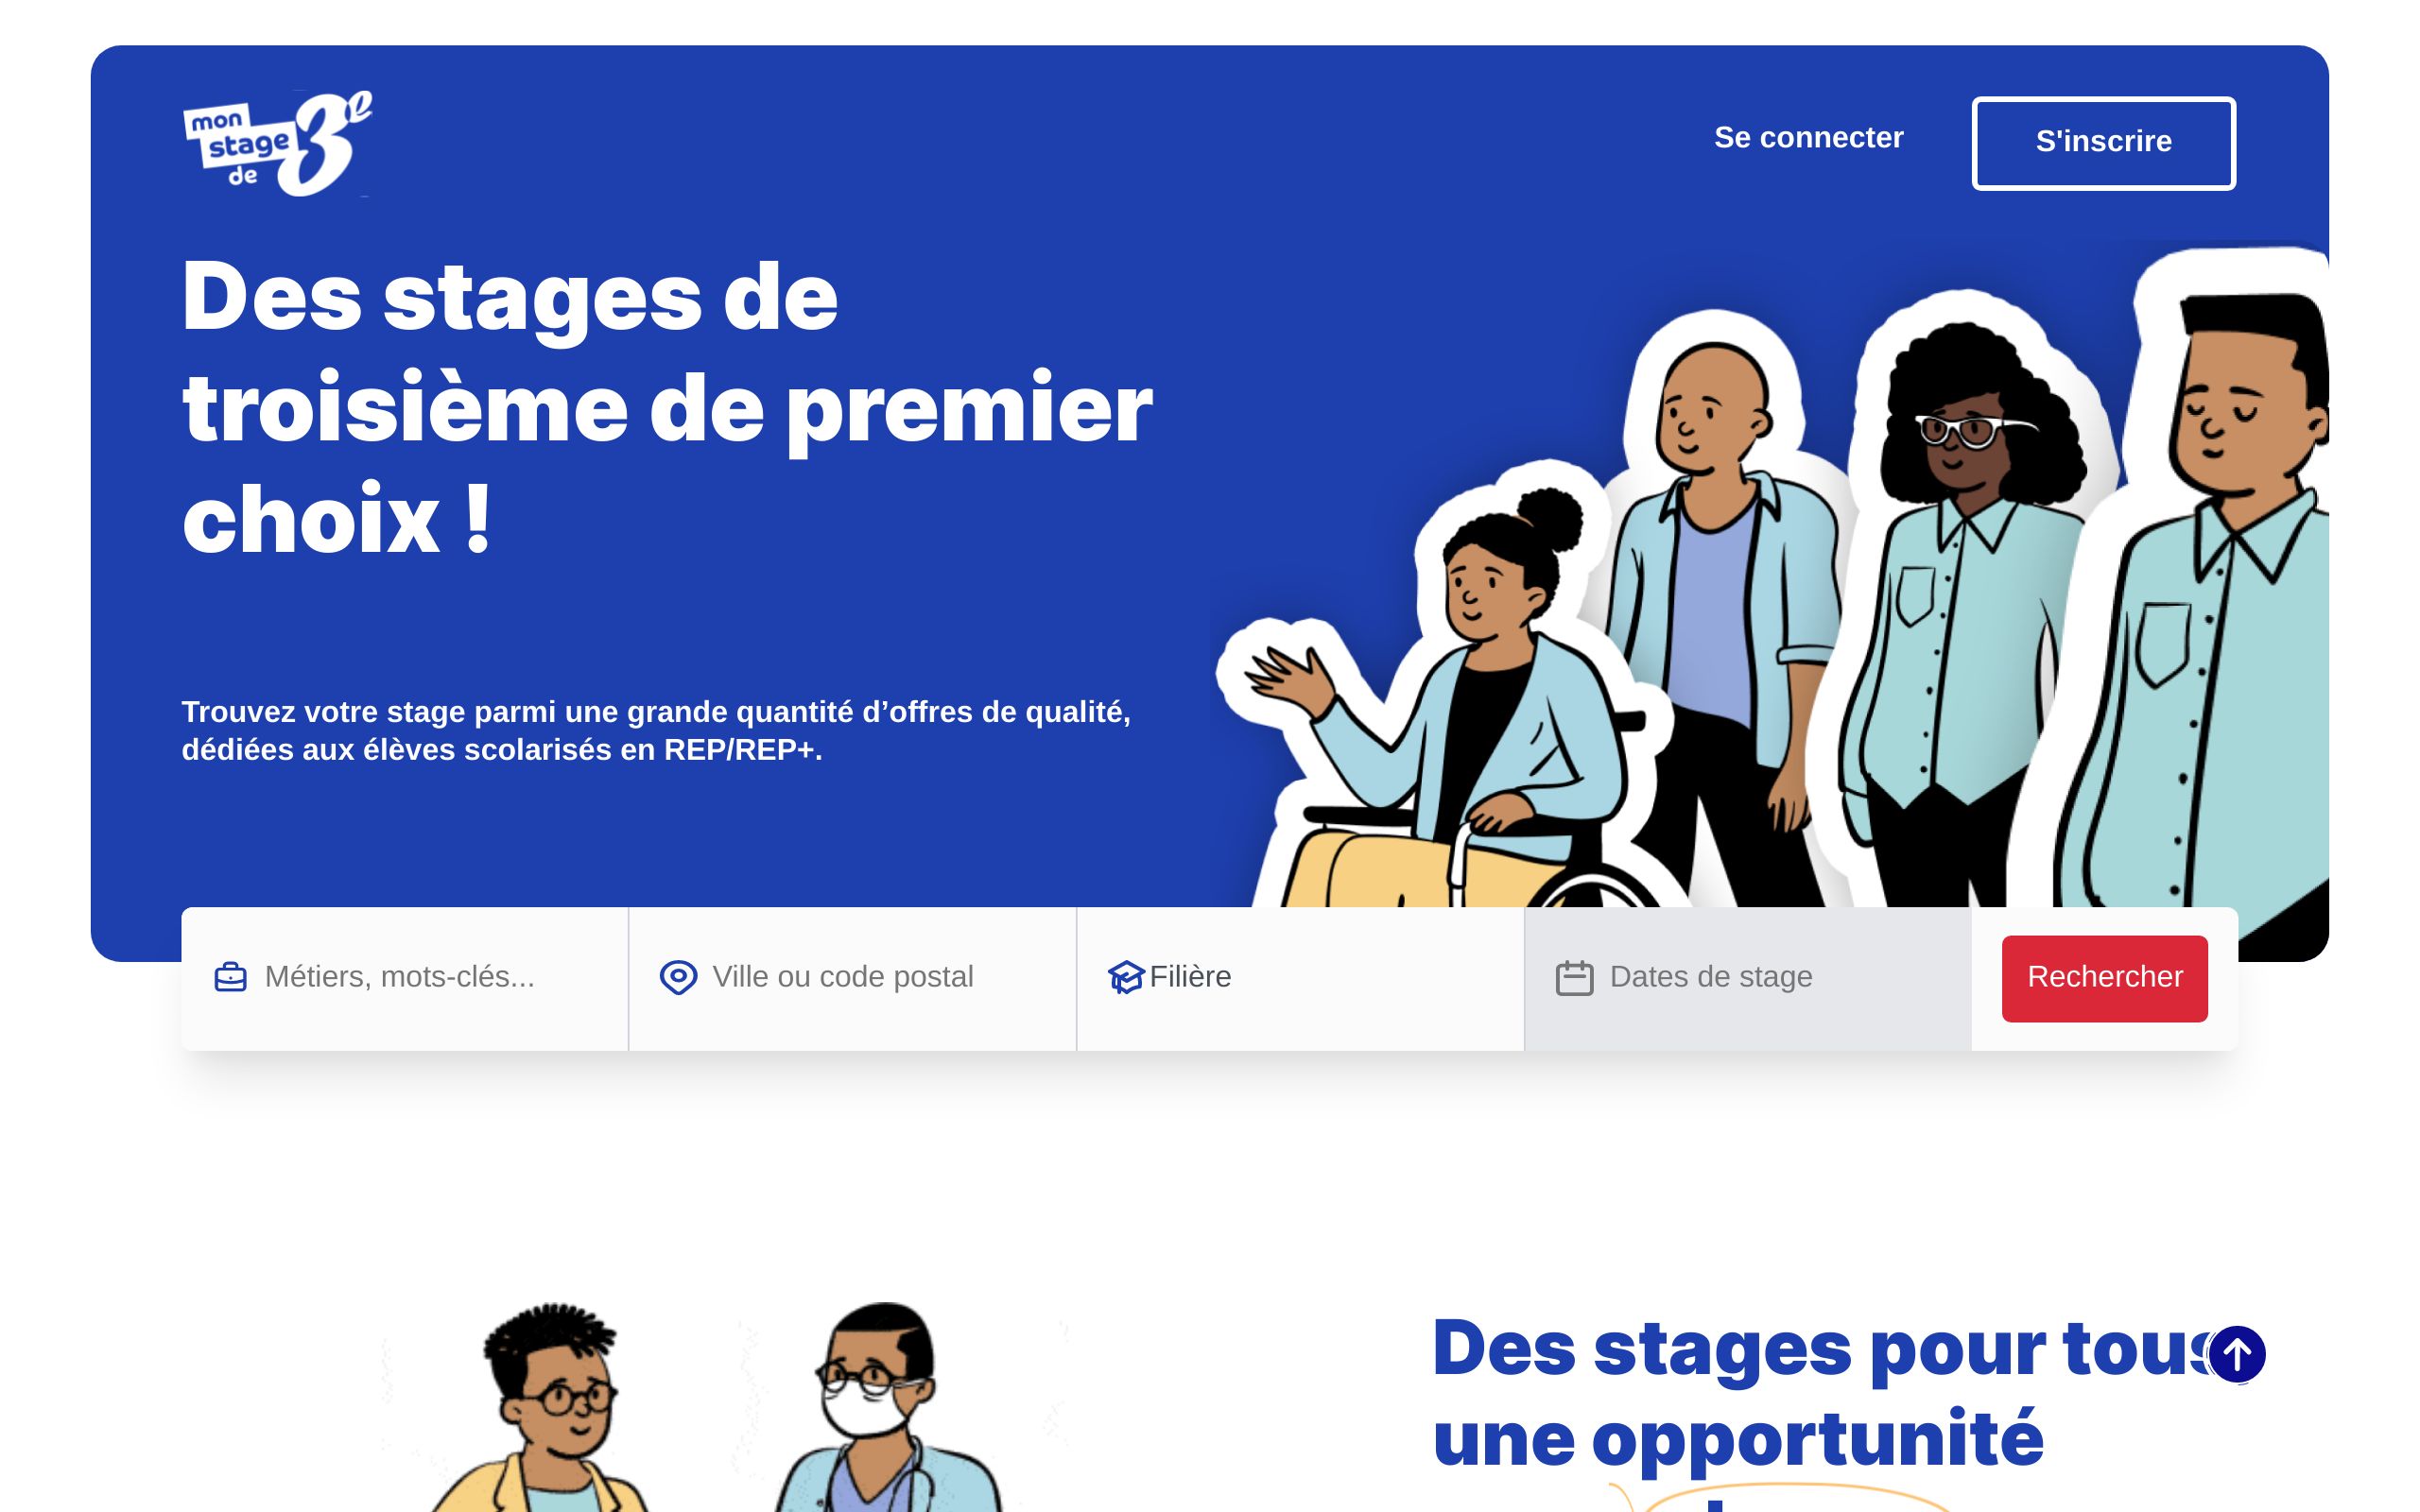 mon
stage
de 3e
Se connecter
S'inscrire
Des stages de
troisième de premier
choix !
Trouvez votre stage parmi une grande quantité d’offres de qualité,
dédiées aux élèves scolarisés en REP/REP+.
Métiers, mots-clés...
Ville ou code postal
Filière
Dates de stage
Rechercher
Des stages pour tous
une opportunité